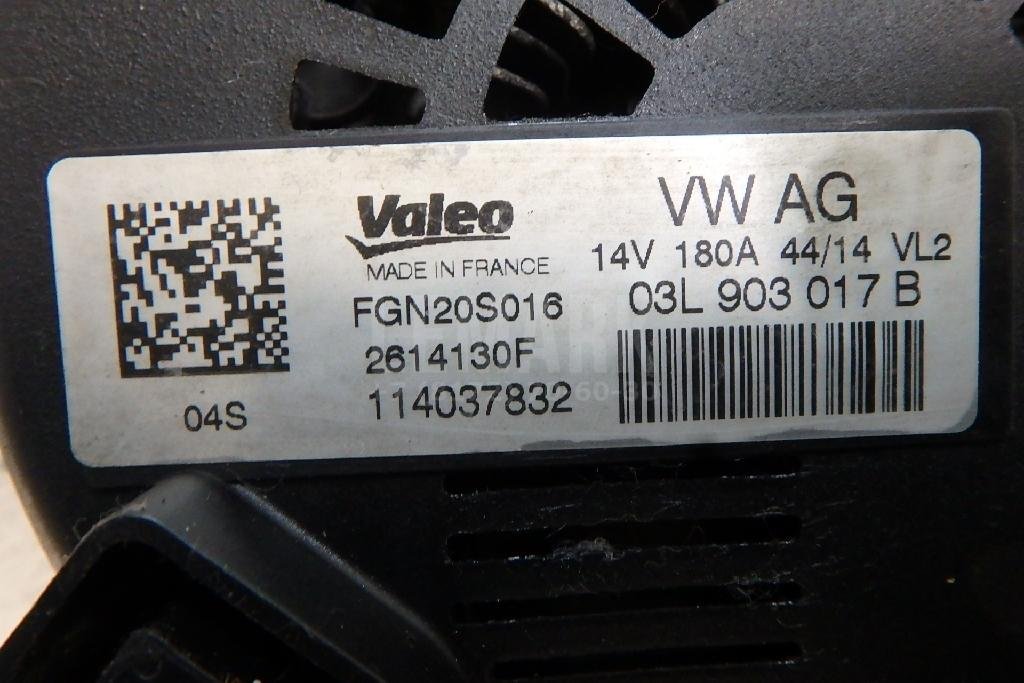 Valeo
MADE IN FRANCE
FGN20S016
2614130F
114037832
04S
VW AG
14V 180A 44/14 VL2
03L 903 017 B